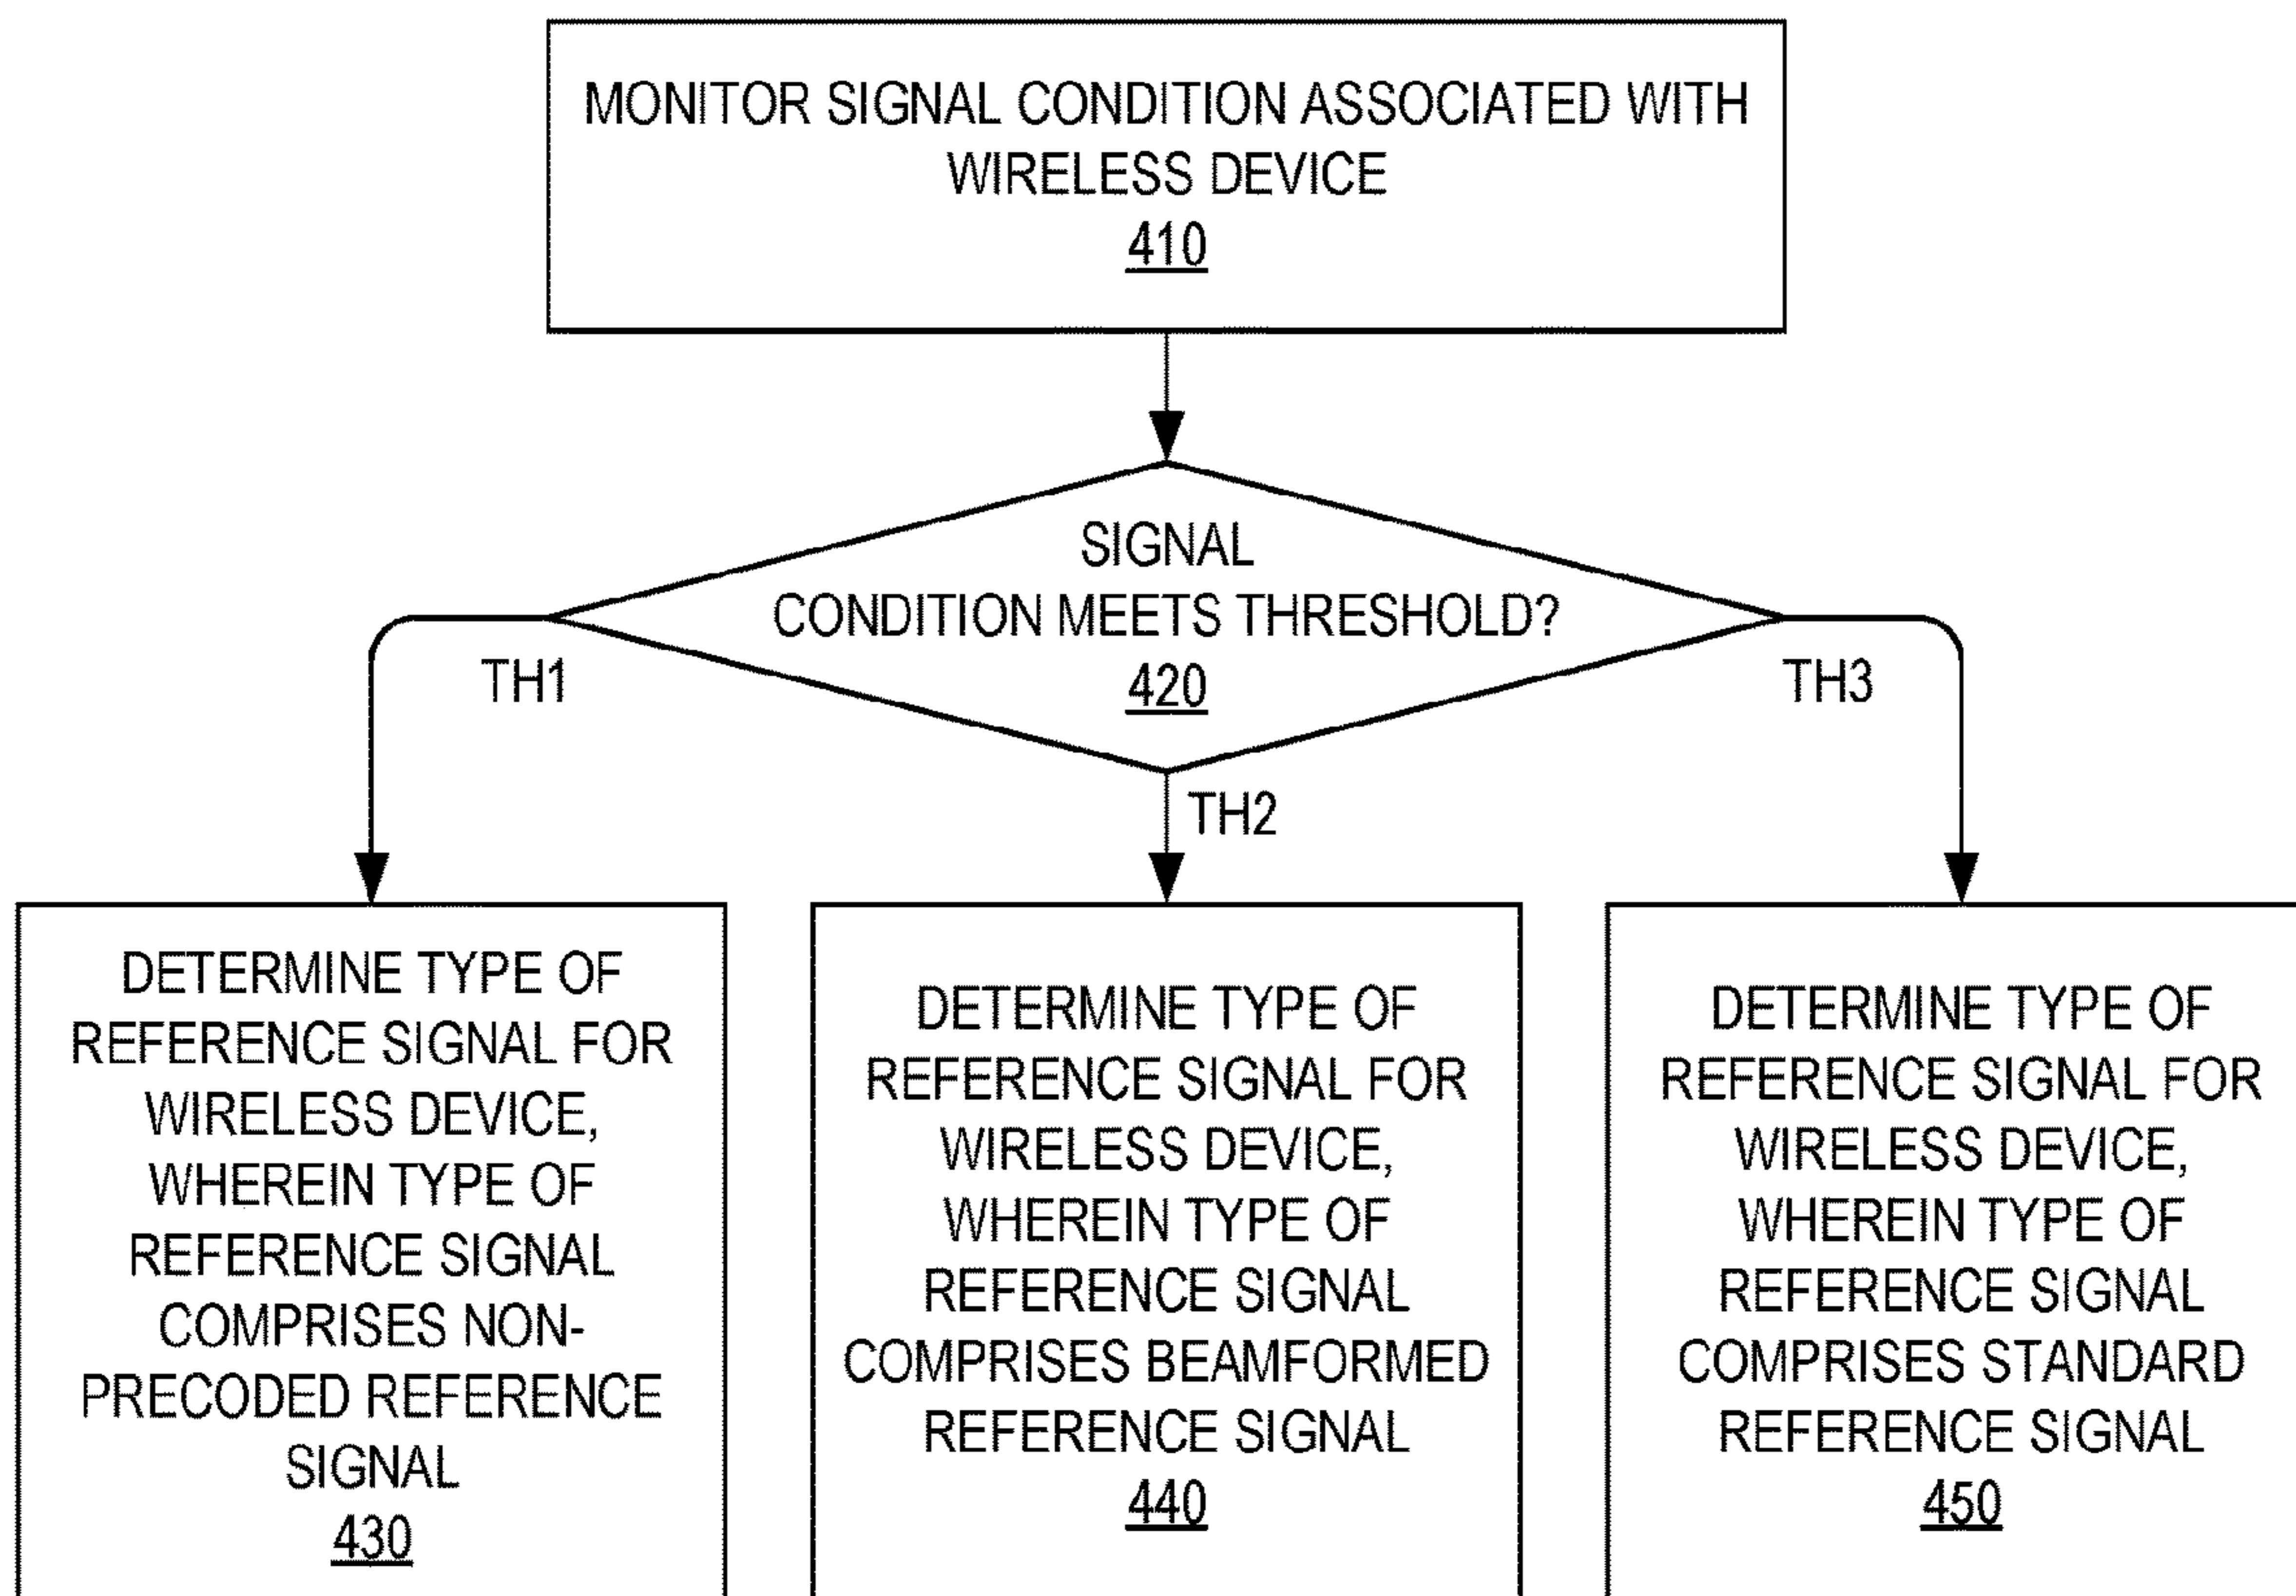 MONITOR SIGNAL CONDITION ASSOCIATED WITH
WIRELESS DEVICE
410
SIGNAL
CONDITION MEETS THRESHOLD?
420
TH1
TH2
TH3
DETERMINE TYPE OF
REFERENCE SIGNAL FOR
WIRELESS DEVICE,
WHEREIN TYPE OF
REFERENCE SIGNAL
COMPRISES NON-
PRECODED REFERENCE
SIGNAL
430
DETERMINE TYPE OF
REFERENCE SIGNAL FOR
WIRELESS DEVICE,
WHEREIN TYPE OF
REFERENCE SIGNAL
COMPRISES BEAMFORMED
REFERENCE SIGNAL
440
DETERMINE TYPE OF
REFERENCE SIGNAL FOR
WIRELESS DEVICE,
WHEREIN TYPE OF
REFERENCE SIGNAL
COMPRISES STANDARD
REFERENCE SIGNAL
450